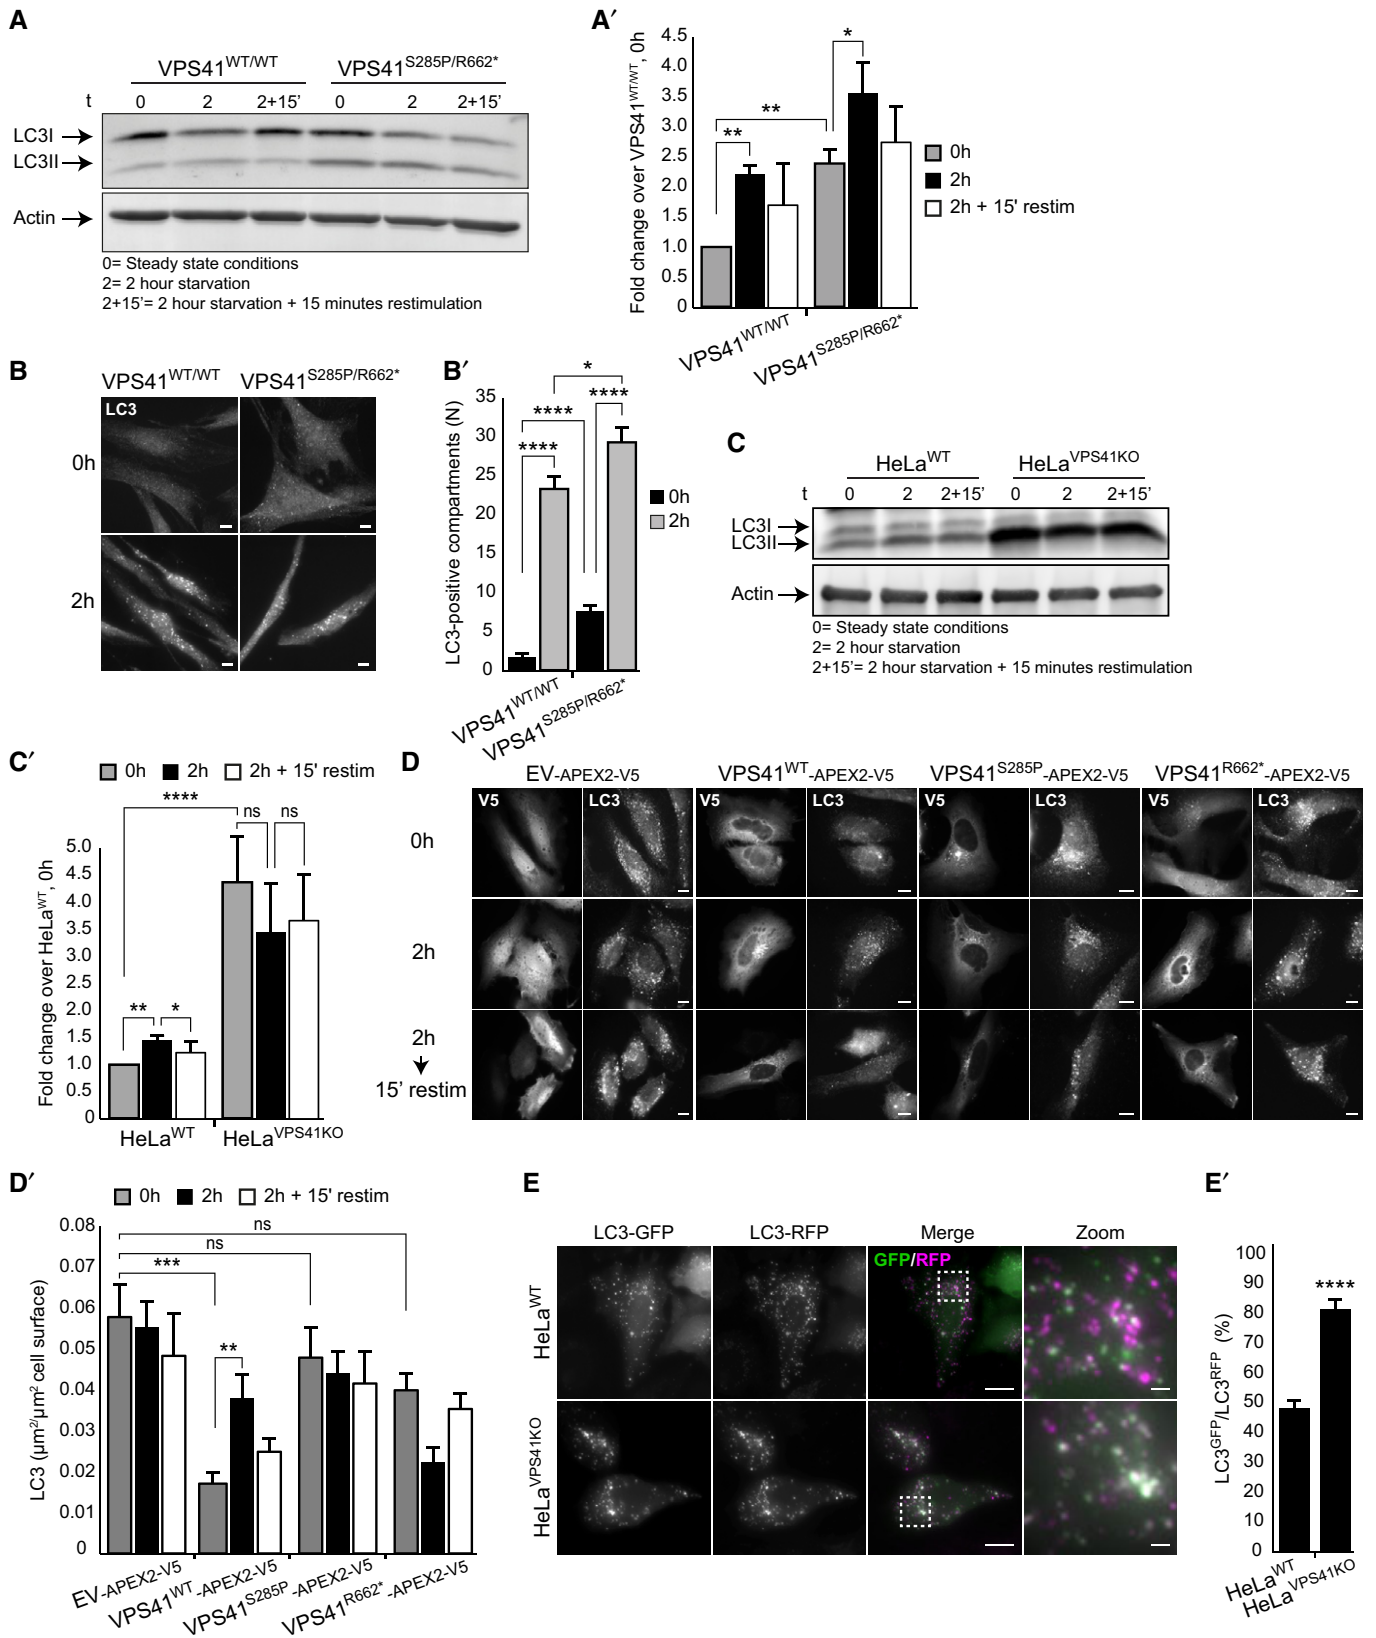 A
VPS41WT/WT VPS41S285P/R662*
t 0 2 2+15' 0 2 2+15'
LC3I
LC3II
Actin
0= Steady state conditions
2= 2 hour starvation
2+15'= 2 hour starvation + 15 minutes restimulation
A'
Fold change over VPS41WT/WT, 0h
4.5
4.0
3.5
3.0
2.5
2.0
1.5
1.0
0.5
0
** ** *
0h
2h
2h + 15' restim
VPS41WT/WT
VPS41S285P/R662*
B
VPS41WT/WT VPS41S285P/R662*
LC3
0h
2h
B'
LC3-positive compartments (N)
35
30
25
20
15
10
5
0
*
**** ****
****
0h
2h
VPS41WT/WT
VPS41S285P/R662*
C
HeLaWT HeLaVPS41KO
t 0 2 2+15' 0 2 2+15'
LC3I
LC3II
Actin
0= Steady state conditions
2= 2 hour starvation
2+15'= 2 hour starvation + 15 minutes restimulation
C'
0h 2h 2h + 15' restim
Fold change over HeLaWT, 0h
5.0
4.5
4.0
3.5
3.0
2.5
2.0
1.5
1.0
0.5
0
****
ns ns
** *
HeLaWT HeLaVPS41KO
D
EV-APEX2-V5 VPS41WT-APEX2-V5 VPS41S285P-APEX2-V5 VPS41R662*-APEX2-V5
V5 LC3 V5 LC3 V5 LC3 V5 LC3
0h
2h
2h
15' restim
D'
0h 2h 2h + 15' restim
LC3 (µm2/µm2 cell surface)
0.08
0.07
0.06
0.05
0.04
0.03
0.02
0.01
0
ns
ns
***
**
EV-APEX2-V5
VPS41WT-APEX2-V5
VPS41S285P-APEX2-V5
VPS41R662*-APEX2-V5
E
LC3-GFP LC3-RFP Merge Zoom
GFP/RFP
HeLaWT
HeLaVPS41KO
E'
LC3GFP/LC3RFP (%)
100
90
80
70
60
50
40
30
20
10
0
****
HeLaWT
HeLaVPS41KO